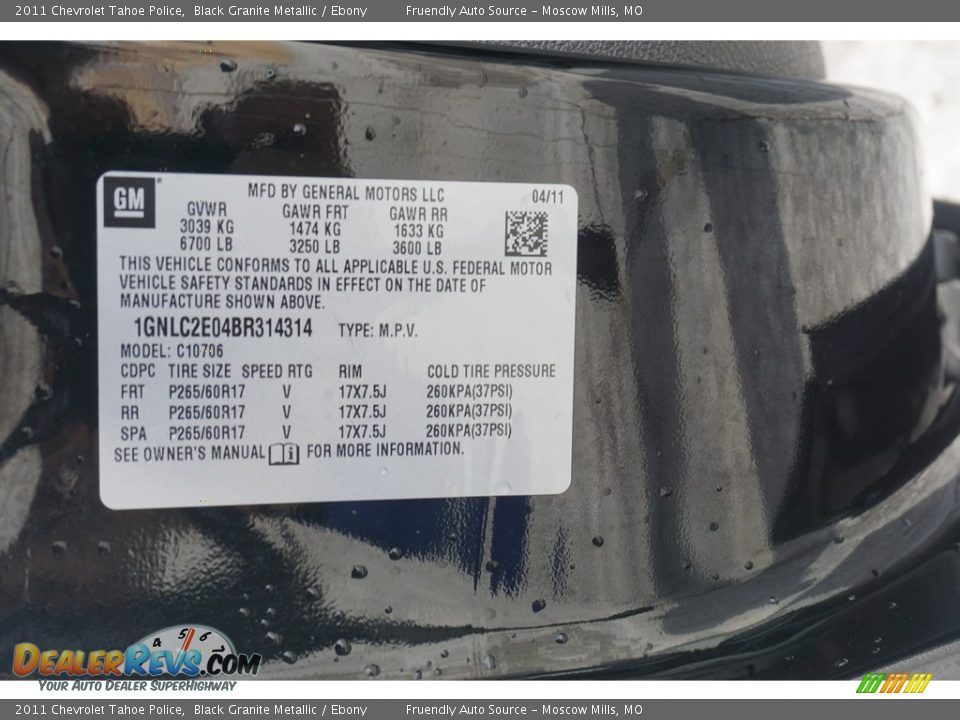 2011 Chevrolet Tahoe Police, Black Granite Metallic / Ebony Fruendly Auto Source - Moscow Mills, MO
GM MFD BY GENERAL MOTORS LLC 04/11
GVWR GAWR FRT GAWR RR
3039 KG 1474 KG 1633 KG
6700 LB 3250 LB 3600 LB
THIS VEHICLE CONFORMS TO ALL APPLICABLE U.S. FEDERAL MOTOR
VEHICLE SAFETY STANDARDS IN EFFECT ON THE DATE OF
MANUFACTURE SHOWN ABOVE.
1GNLC2E04BR314314 TYPE: M.P.V.
MODEL: C10706
CDPC TIRE SIZE SPEED RTG RIM COLD TIRE PRESSURE
FRT P265/60R17 V 17X7.5J 260KPA(37PSI)
RR P265/60R17 V 17X7.5J 260KPA(37PSI)
SPA P265/60R17 V 17X7.5J 260KPA(37PSI)
SEE OWNER'S MANUAL i FOR MORE INFORMATION.
4 5 6
DEALERREVS.COM
YOUR AUTO DEALER SUPERHIGHWAY
2011 Chevrolet Tahoe Police, Black Granite Metallic / Ebony Fruendly Auto Source - Moscow Mills, MO